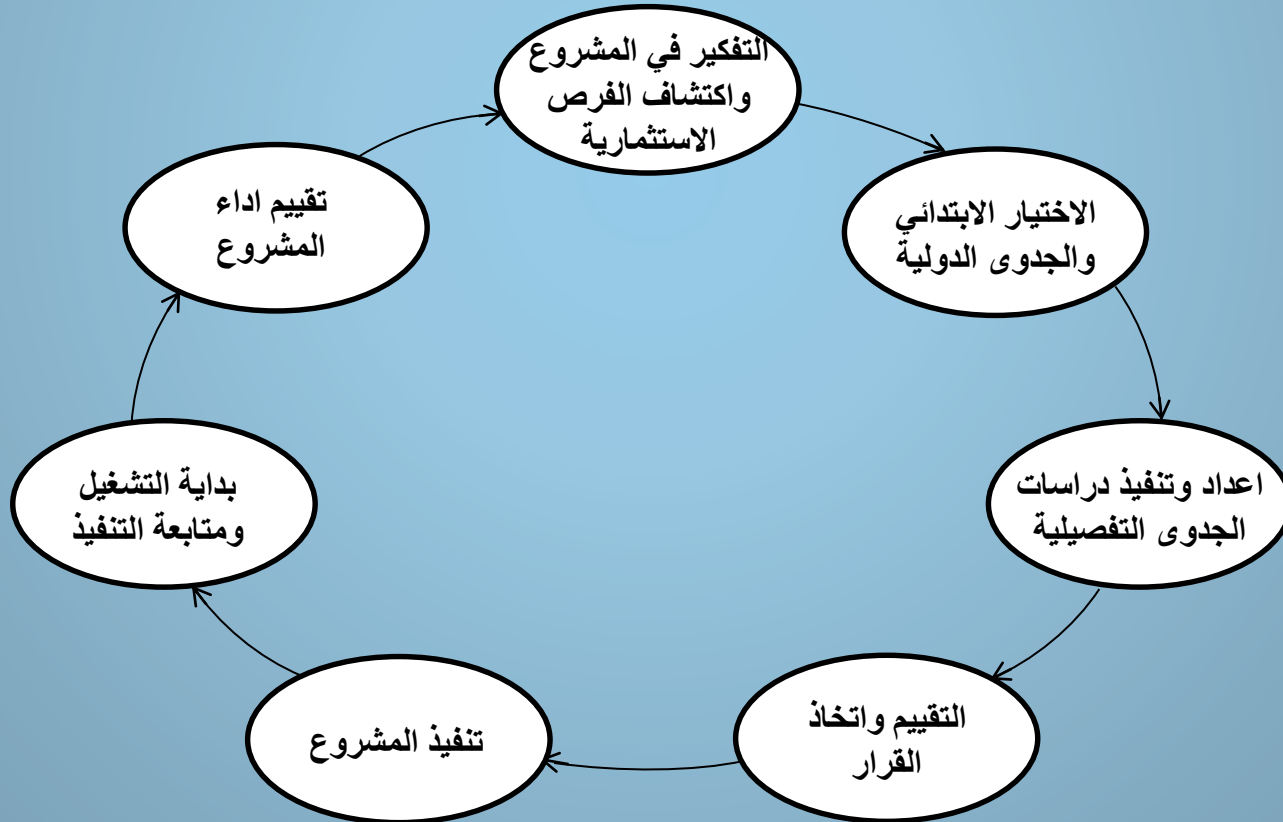 التفكير في المشروع
واكتشاف الفرص
الاستثمارية
الاختيار الابتدائي
والجدوى الدولية
اعداد وتنفيذ دراسات
الجدوى التفصيلية
التقييم واتخاذ
القرار
تنفيذ المشروع
بداية التشغيل
ومتابعة التنفيذ
تقييم اداء
المشروع